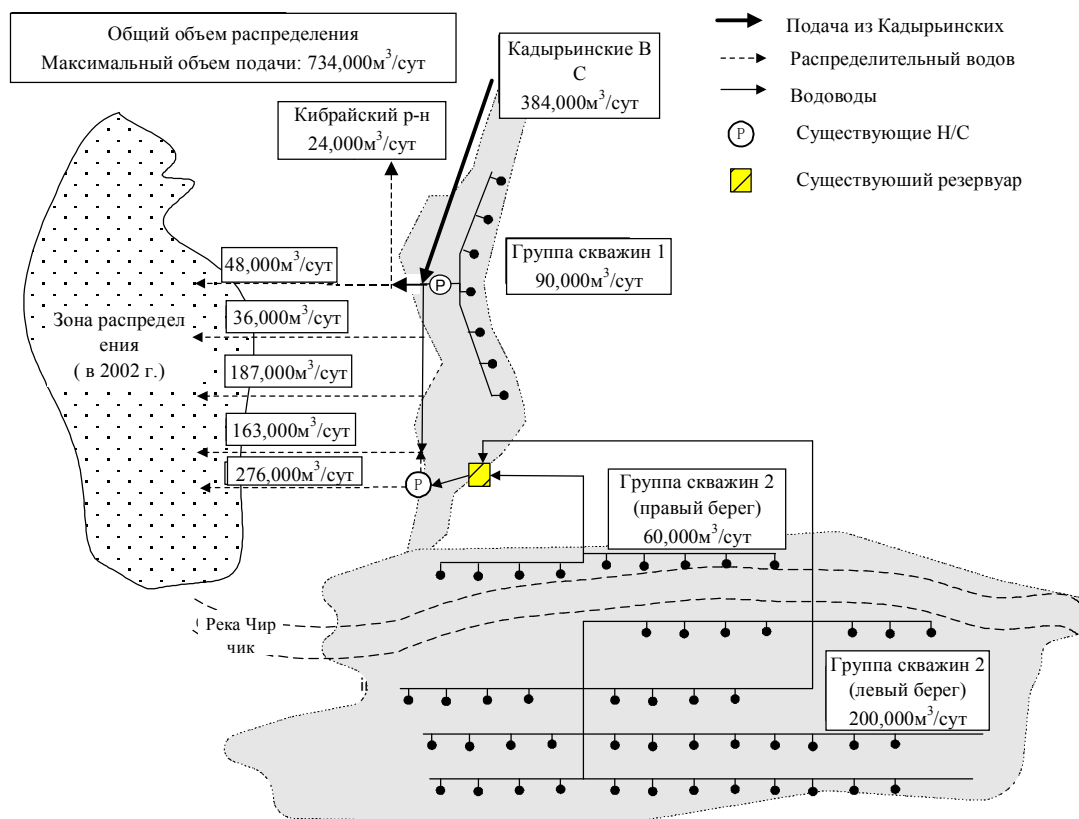 Общий объем распределения
Максимальный объем подачи: 734,000м³/сут
Кадырьинские В
С
384,000м³/сут
Кибрайский р-н
24,000м³/сут
Подача из Кадырьинских
Распределительный водов
Водоводы
P
Существующие Н/С
Существуюший резервуар
Группа скважин 1
90,000м³/сут
P
48,000м³/сут
36,000м³/сут
187,000м³/сут
163,000м³/сут
276,000м³/сут
Зона распредел
ения
( в 2002 г.)
P
Группа скважин 2
(правый берег)
60,000м³/сут
Река Чир
чик
Группа скважин 2
(левый берег)
200,000м³/сут